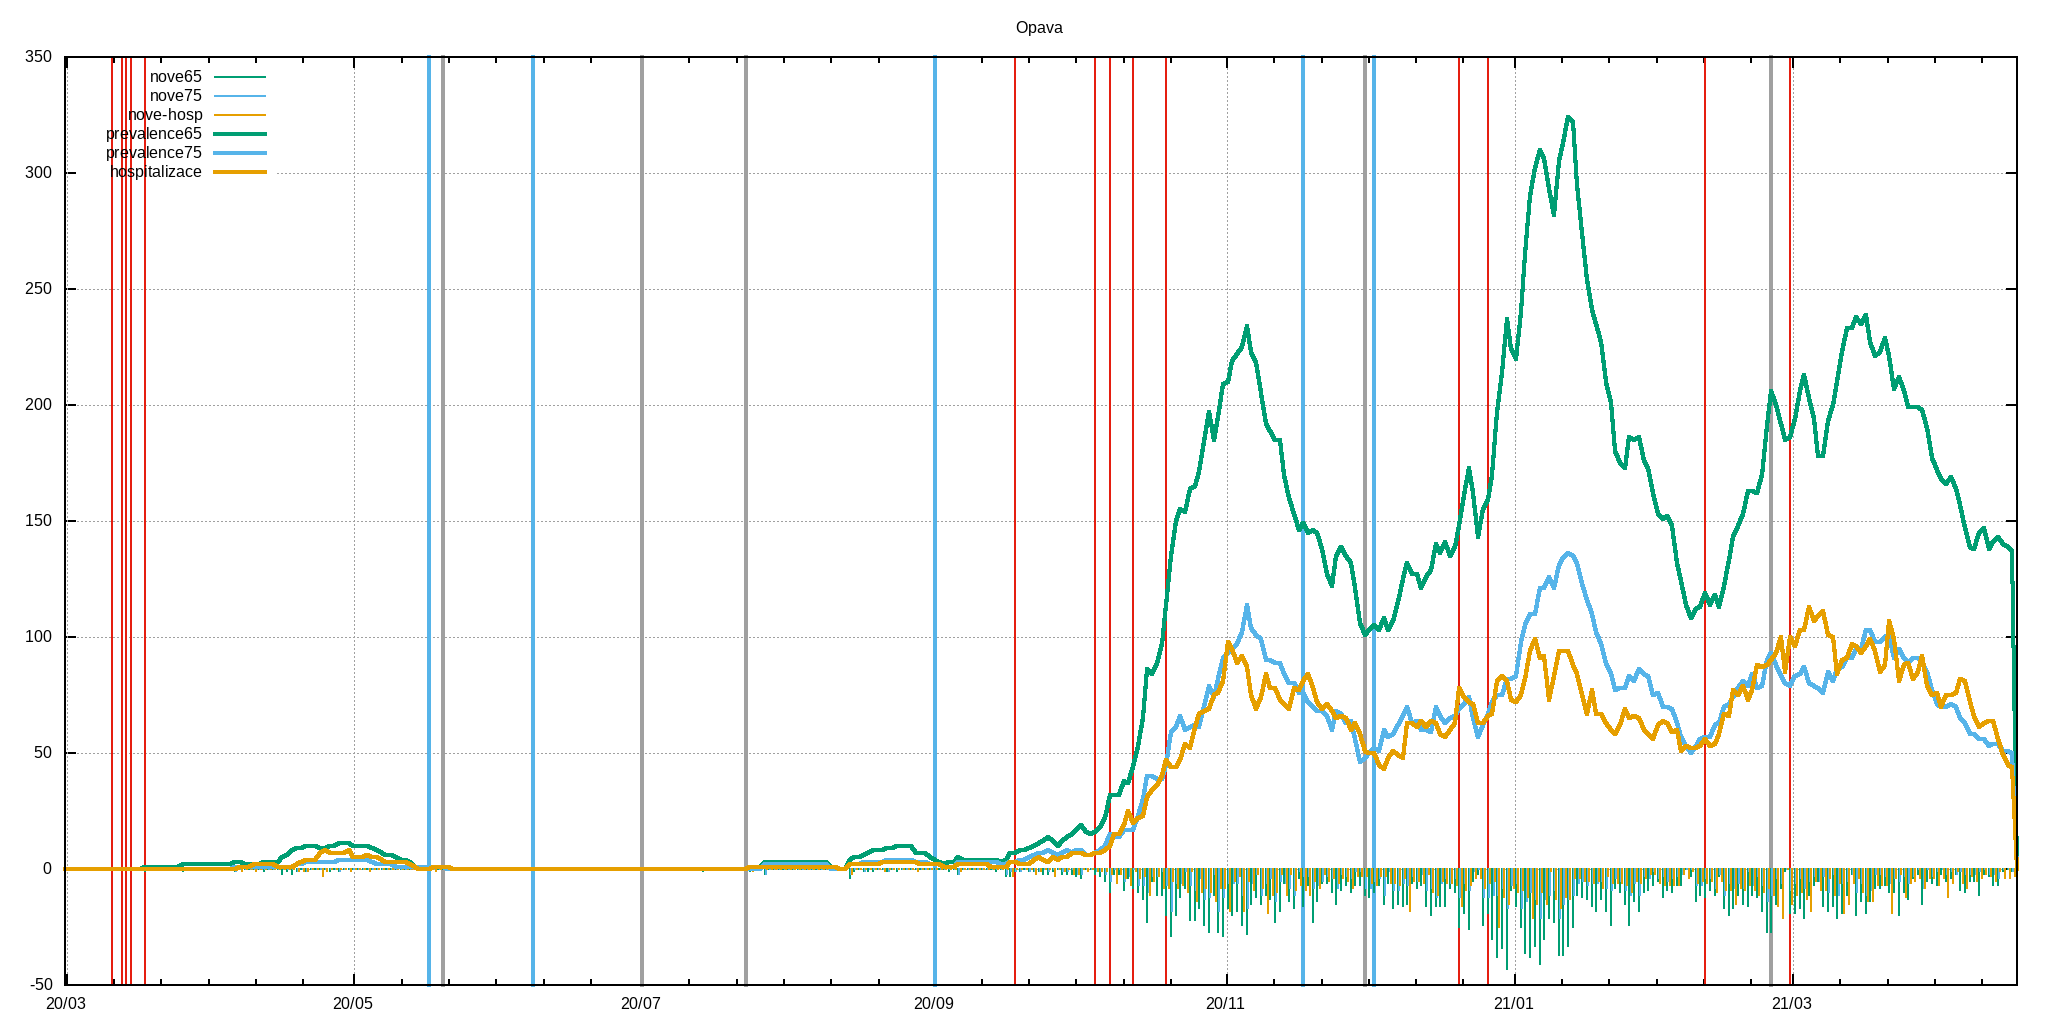 Opava
350
300
250
200
150
100
50
0
-50
nove65
nove75
nove-hosp
prevalence65
prevalence75
hospitalizace
20/03 20/05 20/07 20/09 20/11 21/01 21/03